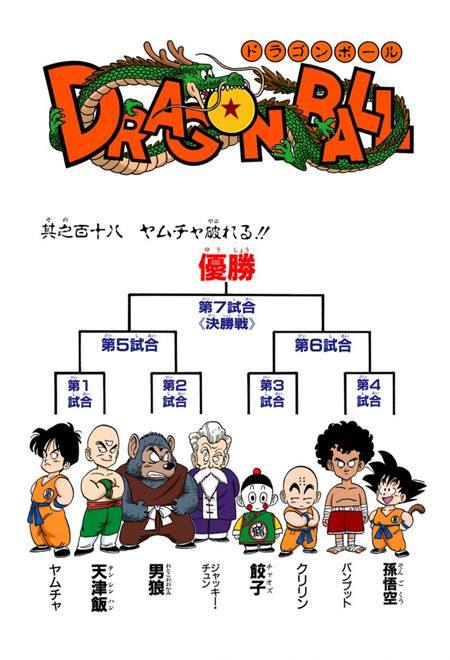 ドラゴンボール
DRAGON BALL
其之百十八 ヤムチャ破れる!!
優勝
第7試合
《決勝戦》
第5試合
第6試合
第1試合
第2試合
第3試合
第4試合
ヤムチャ
天津飯
男狼
ジャッキー・チュン
餃子
クリリン
パンプット
孫悟空